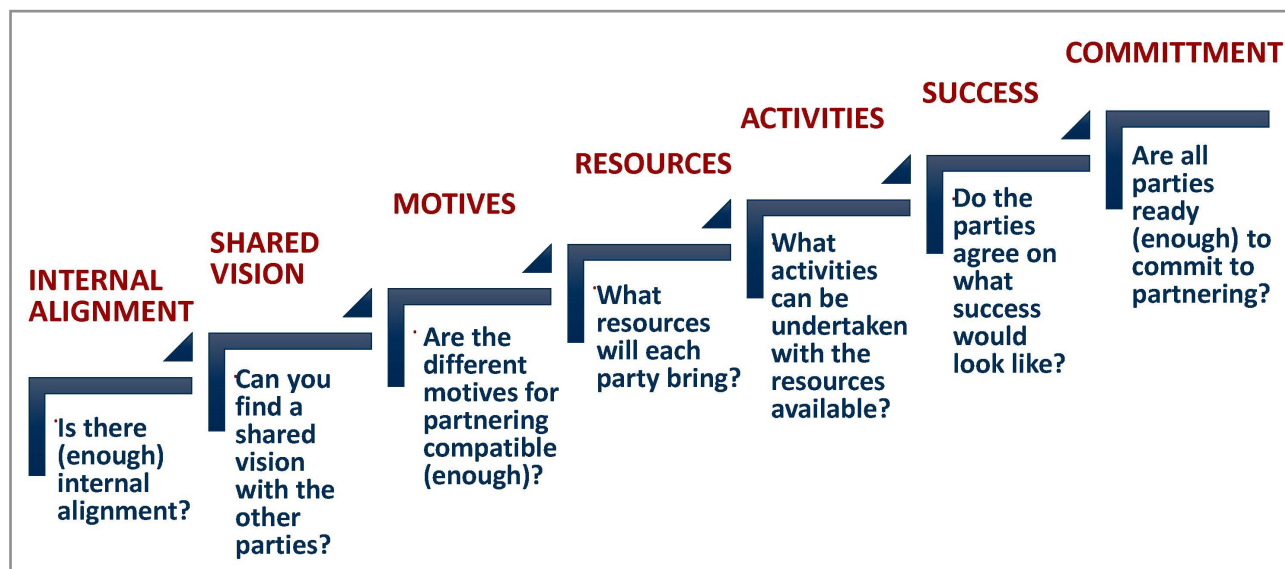 INTERNAL
ALIGNMENT
Is there
(enough)
internal
alignment?
SHARED
VISION
Can you
find a
shared
vision
with the
other
parties?
MOTIVES
Are the
different
motives for
partnering
compatible
(enough)?
RESOURCES
What
resources
will each
party bring?
ACTIVITIES
What
activities
can be
undertaken
with the
resources
available?
SUCCESS
Do the
parties
agree on
what
success
would
look like?
COMMITTMENT
Are all
parties
ready
(enough) to
commit to
partnering?